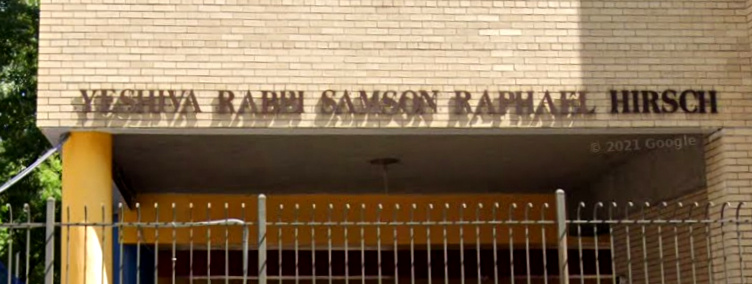 YESHIVA RABBI SAMSON RAPHAEL HIRSCH
© 2021 Google